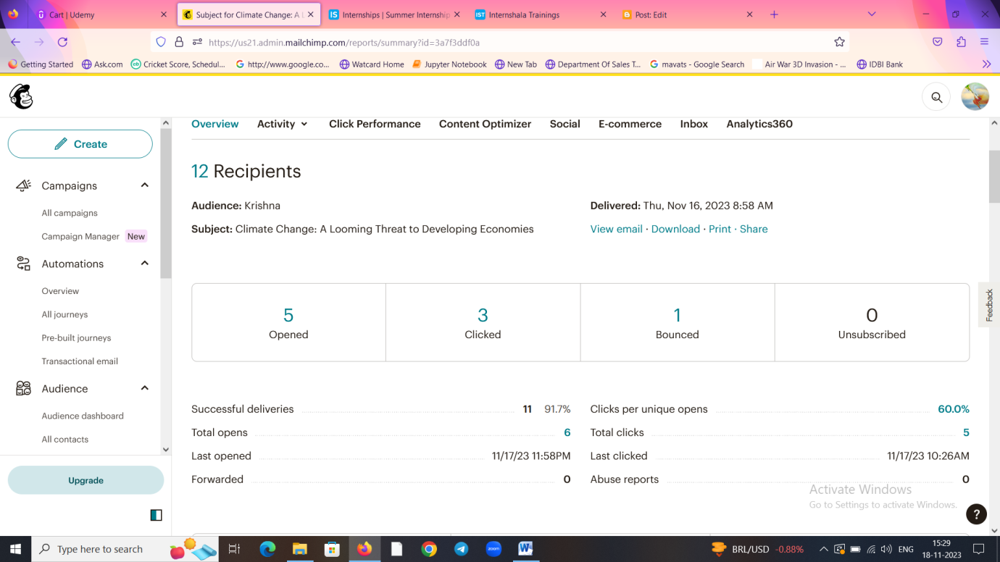 Cart | Udemy
Subject for Climate Change: A L
IS Internships | Summer Internship
IST Internshala Trainings
Post: Edit
https://us21.admin.mailchimp.com/reports/summary?id=3a7f3ddf0a
Getting Started Ask.com Cricket Score, Schedul... http://www.google.co... Watcard Home Jupyter Notebook New Tab Department Of Sales T... mavats - Google Search Air War 3D Invasion - ... IDBI Bank
Create
Campaigns
All campaigns
Campaign Manager New
Automations
Overview
All journeys
Pre-built journeys
Transactional email
Audience
Audience dashboard
All contacts
Upgrade
Overview Activity Click Performance Content Optimizer Social E-commerce Inbox Analytics360
12 Recipients
Audience: Krishna
Delivered: Thu, Nov 16, 2023 8:58 AM
Subject: Climate Change: A Looming Threat to Developing Economies
View email · Download · Print · Share
5
Opened
3
Clicked
1
Bounced
0
Unsubscribed
Successful deliveries 11 91.7%
Clicks per unique opens 60.0%
Total opens 6
Total clicks 5
Last opened 11/17/23 11:58PM
Last clicked 11/17/23 10:26AM
Forwarded 0
Abuse reports 0
Feedback
Activate Windows
Go to Settings to activate Windows.
?
Type here to search
zoom
W
BRL/USD -0.88%
ENG
15:29
18-11-2023